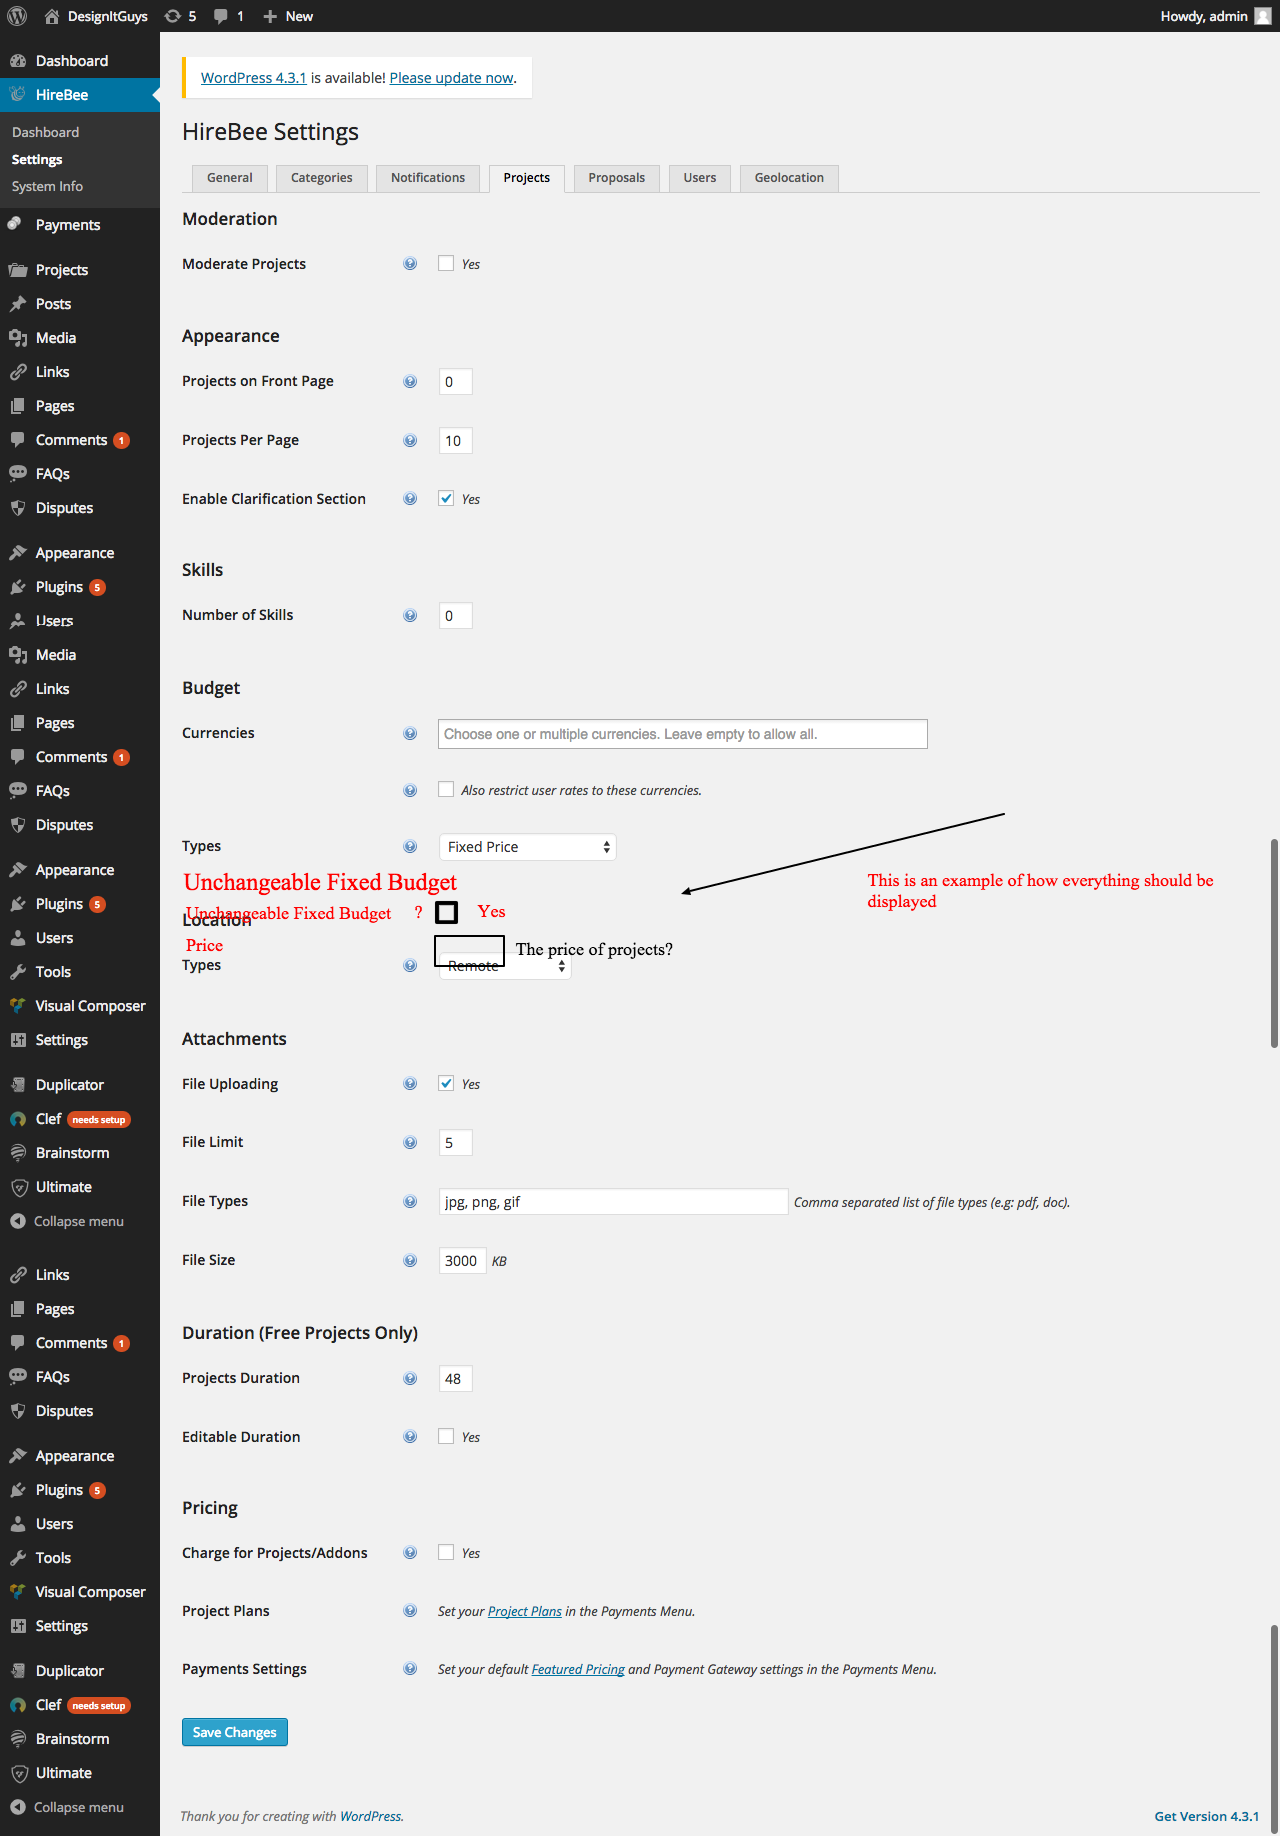 DesignItGuys 5 1 New Howdy, admin
Dashboard
HireBee
Dashboard
Settings
System Info
Payments
Projects
Posts
Media
Links
Pages
Comments 1
FAQs
Disputes
Appearance
Plugins 5
Users
Media
Links
Pages
Comments 1
FAQs
Disputes
Appearance
Plugins 5
Users
Tools
Visual Composer
Settings
Duplicator
Clef needs setup
Brainstorm
Ultimate
Collapse menu
Links
Pages
Comments 1
FAQs
Disputes
Appearance
Plugins 5
Users
Tools
Visual Composer
Settings
Duplicator
Clef needs setup
Brainstorm
Ultimate
Collapse menu
WordPress 4.3.1 is available! Please update now.
HireBee Settings
General Categories Notifications Projects Proposals Users Geolocation
Moderation
Moderate Projects ? Yes
Appearance
Projects on Front Page ? 0
Projects Per Page ? 10
Enable Clarification Section ? Yes
Skills
Number of Skills ? 0
Budget
Currencies ? Choose one or multiple currencies. Leave empty to allow all.
? Also restrict user rates to these currencies.
Types ? Fixed Price
Unchangeable Fixed Budget
This is an example of how everything should be
displayed
Unchangeable Fixed Budget ? Yes
Location
Price The price of projects?
Types ? Remote
Attachments
File Uploading ? Yes
File Limit ? 5
File Types ? jpg, png, gif Comma separated list of file types (e.g: pdf, doc).
File Size ? 3000 KB
Duration (Free Projects Only)
Projects Duration ? 48
Editable Duration ? Yes
Pricing
Charge for Projects/Addons ? Yes
Project Plans ? Set your Project Plans in the Payments Menu.
Payments Settings ? Set your default Featured Pricing and Payment Gateway settings in the Payments Menu.
Save Changes
Thank you for creating with WordPress. Get Version 4.3.1